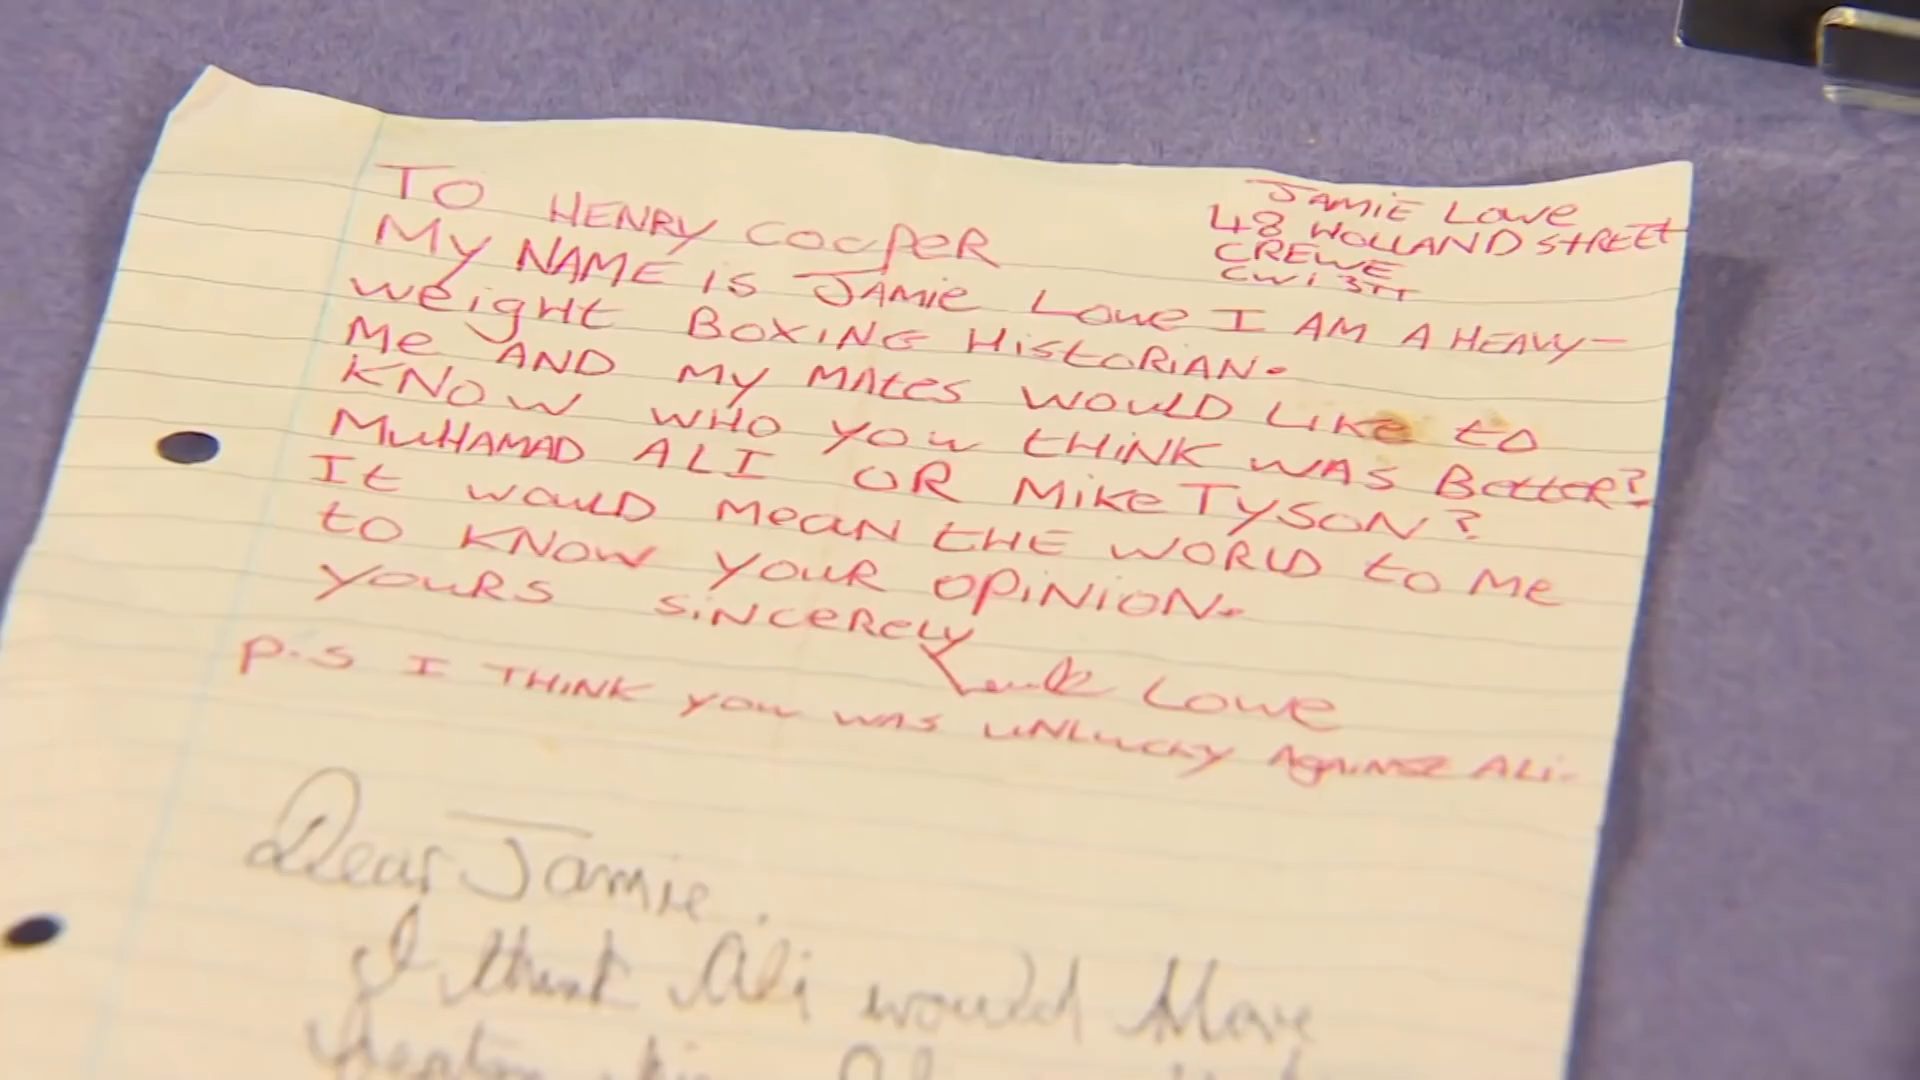 TO HENRY COOPER
JAMIE LOWE
48 HOLLAND STREET
CREWE
CW1 3TT
MY NAME IS JAMIE LOWE I AM A HEAVY-
WEIGHT BOXING HISTORIAN.
ME AND MY MATES WOULD LIKE TO
KNOW WHO YOU THINK WAS BETTER?
MUHAMAD ALI OR MIKE TYSON?
IT WOULD MEAN THE WORLD TO ME
TO KNOW YOUR OPINION.
YOURS SINCERELY
LOWE
P.S I THINK YOU WAS UNLUCKY AGAINST ALI.
Dear Jamie.
I think Ali would have